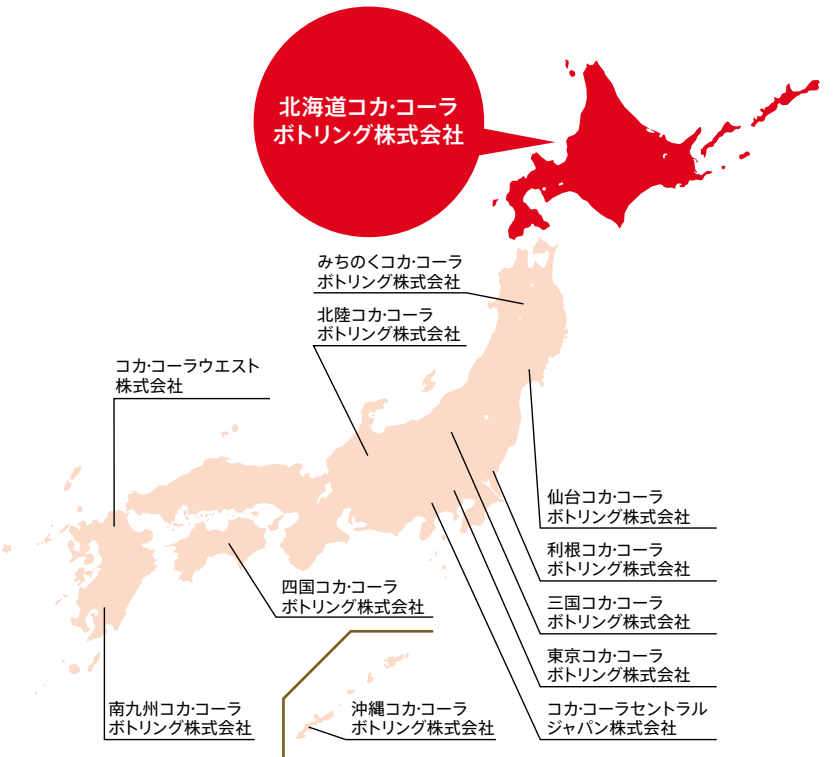 北海道コカ·コーラ
ボトリング株式会社
みちのくコカ·コーラ
ボトリング株式会社
北陸コカ·コーラ
ボトリング株式会社
コカ·コーラウエスト
株式会社
仙台コカ·コーラ
ボトリング株式会社
利根コカ·コーラ
ボトリング株式会社
四国コカ·コーラ
ボトリング株式会社
三国コカ·コーラ
ボトリング株式会社
東京コカ·コーラ
ボトリング株式会社
南九州コカ·コーラ
ボトリング株式会社
沖縄コカ·コーラ
ボトリング株式会社
コカ·コーラセントラル
ジャパン株式会社